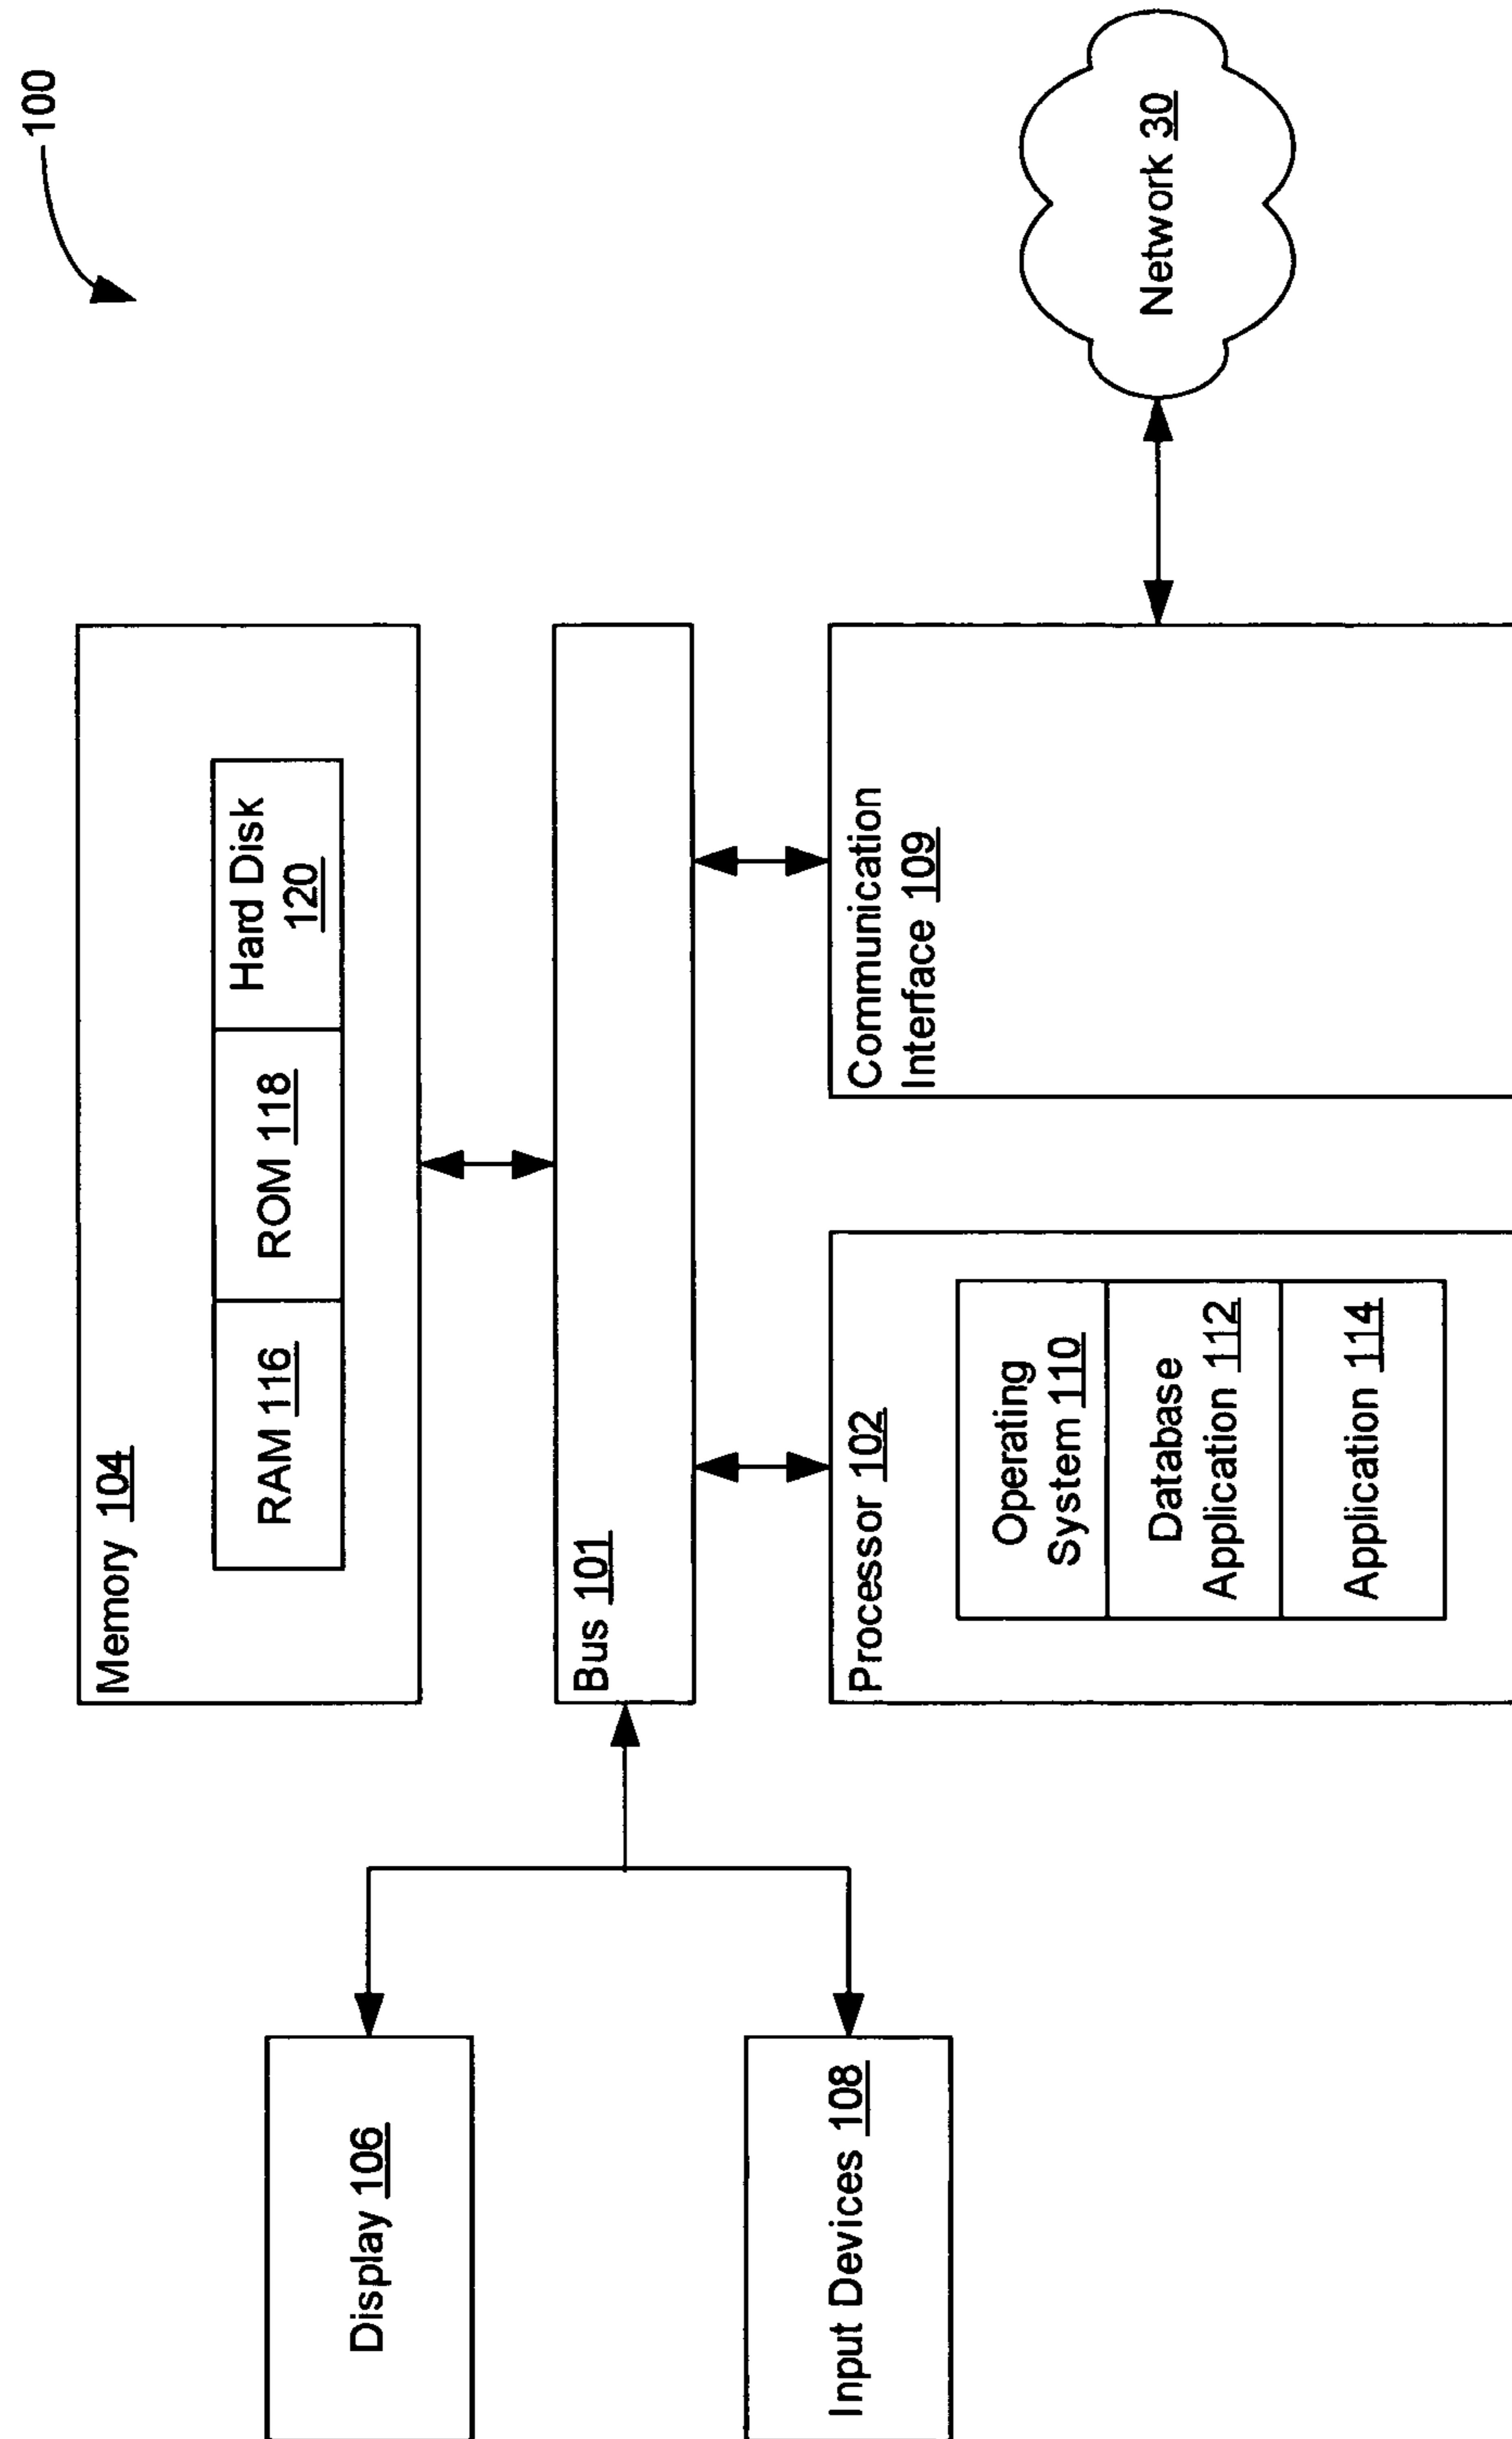 100
Memory 104
RAM 116
ROM 118
Hard Disk
120
Bus 101
Display 106
Input Devices 108
Processor 102
Operating
System 110
Database
Application 112
Application 114
Communication
Interface 109
Network 30